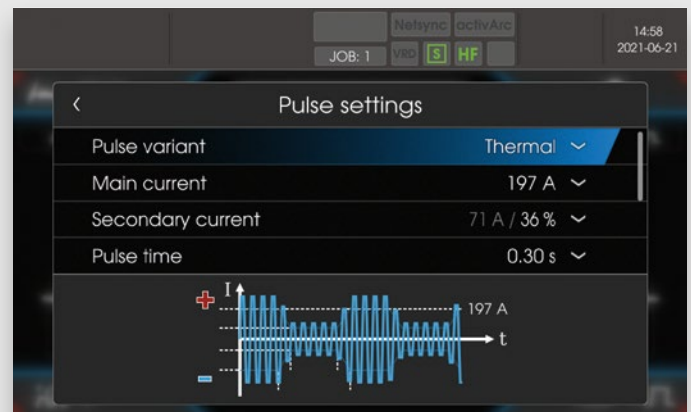 Netsync activArc
14:58
JOB: 1 VRD S HF
2021-06-21
Pulse settings
Pulse variant Thermal
Main current 197 A
Secondary current 71 A / 36 %
Pulse time 0.30 s
+ I
197 A
t
-